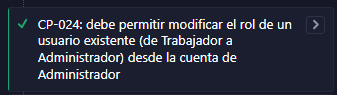 CP-024: debe permitir modificar el rol de un
usuario existente (de Trabajador a
Administrador) desde la cuenta de
Administrador